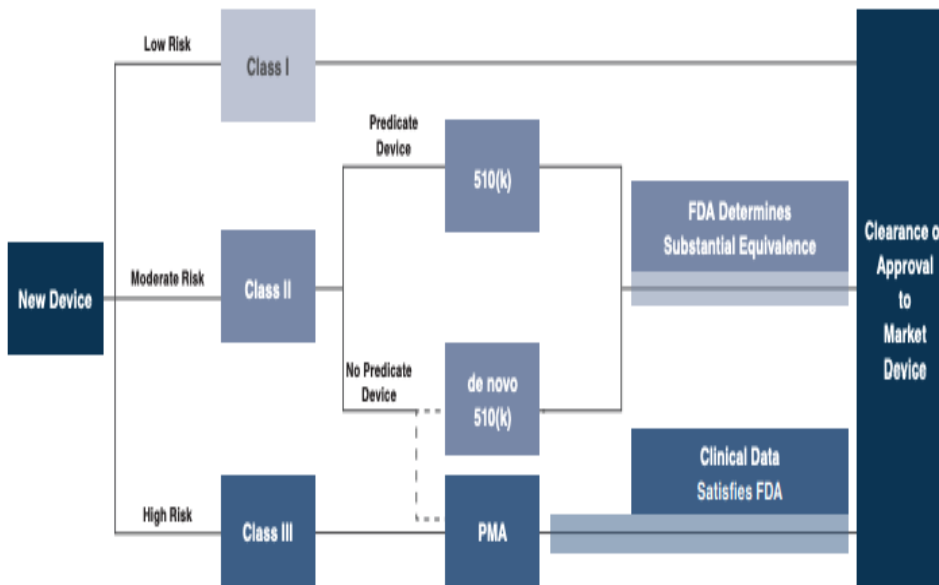 Low Risk
Class I
Predicate
Device
510(k)
FDA Determines
Substantial Equivalence
New Device
Moderate Risk
Class II
No Predicate
Device
de novo
510(k)
Clinical Data
Satisfies FDA
High Risk
Class III
PMA
Clearance o
Approval
to
Market
Device